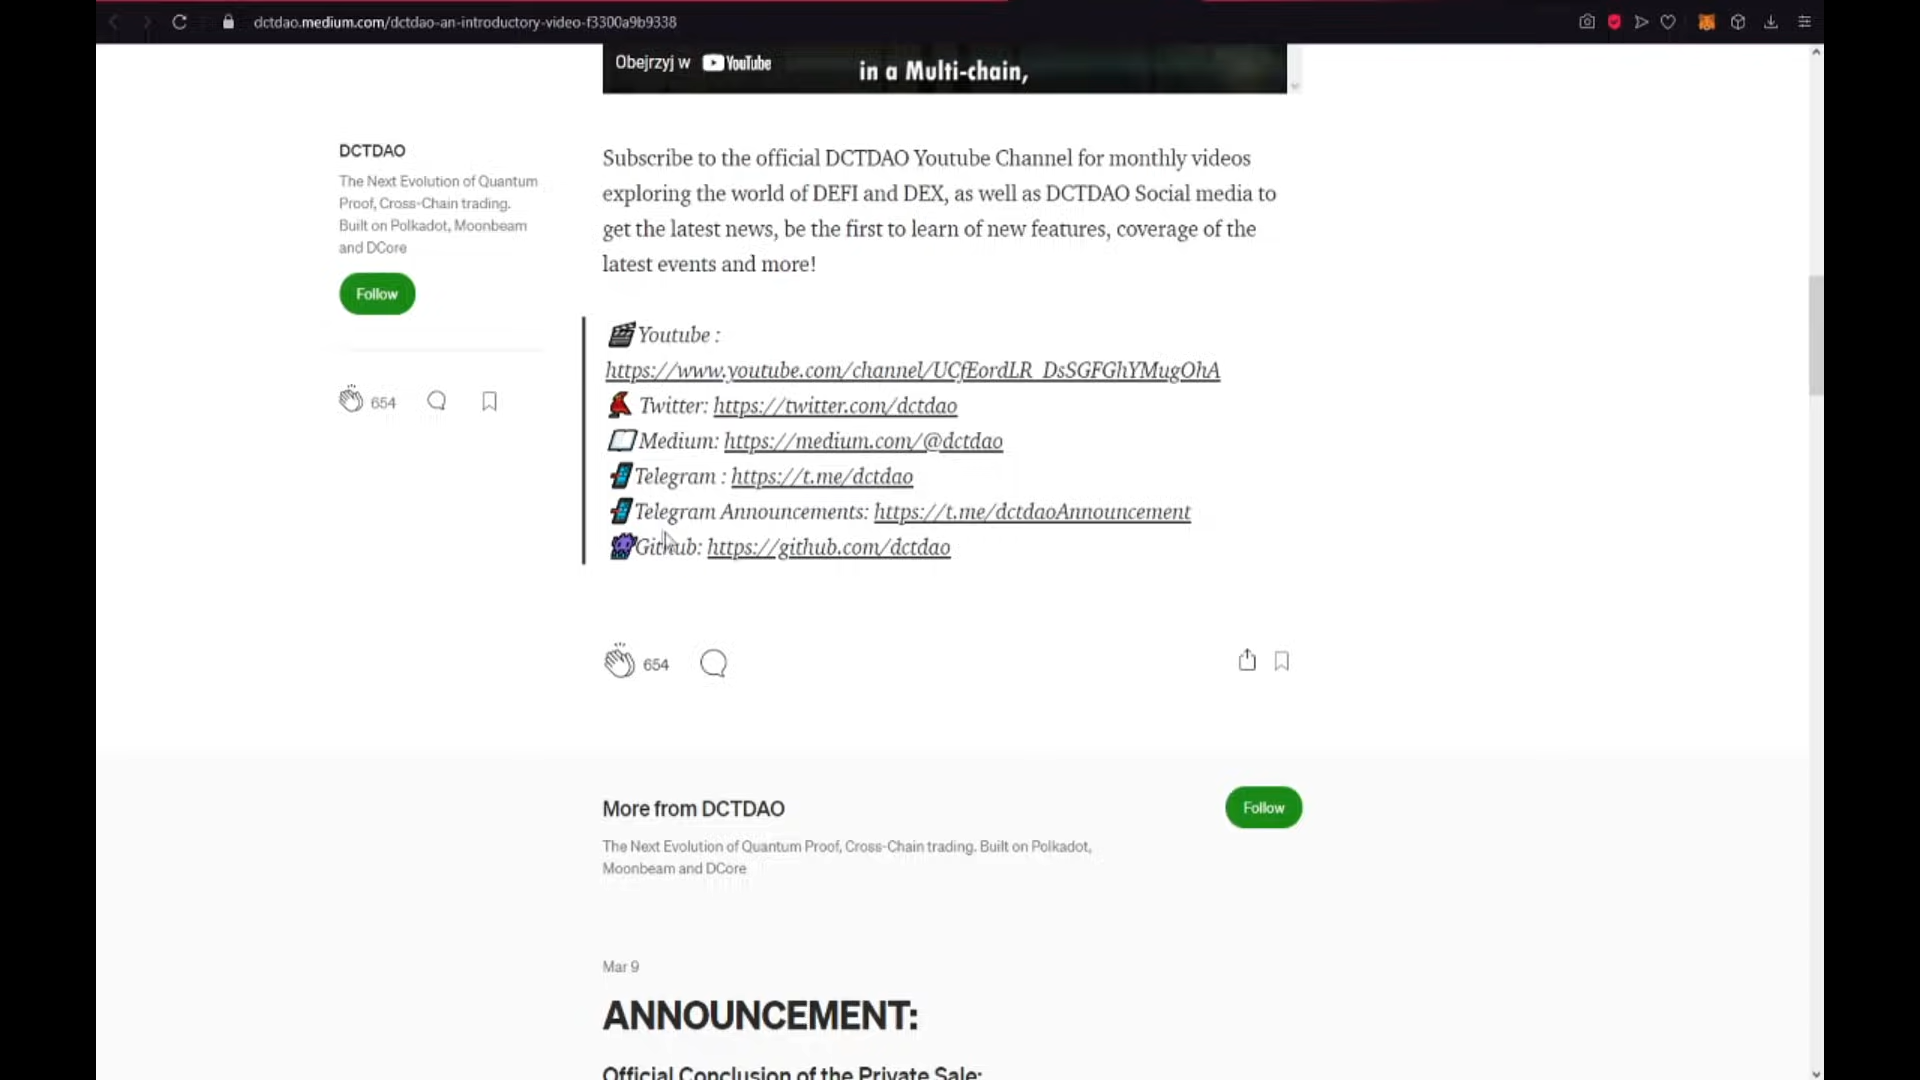 dctdao.medium.com/dctdao-an-introductory-video-f3300a9b9338
Obejrzyj w YouTube
in a Multi-chain,
DCTDAO
The Next Evolution of Quantum
Proof, Cross-Chain trading.
Built on Polkadot, Moonbeam
and DCore
Follow
654
Subscribe to the official DCTDAO Youtube Channel for monthly videos
exploring the world of DEFI and DEX, as well as DCTDAO Social media to
get the latest news, be the first to learn of new features, coverage of the
latest events and more!
Youtube :
https://www.youtube.com/channel/UCfEordLR_DsSGFGhYMugOhA
Twitter: https://twitter.com/dctdao
Medium: https://medium.com/@dctdao
Telegram : https://t.me/dctdao
Telegram Announcements: https://t.me/dctdaoAnnouncement
Github: https://github.com/dctdao
654
More from DCTDAO
Follow
The Next Evolution of Quantum Proof, Cross-Chain trading. Built on Polkadot,
Moonbeam and DCore
Mar 9
ANNOUNCEMENT:
Official Conclusion of the Private Sale: